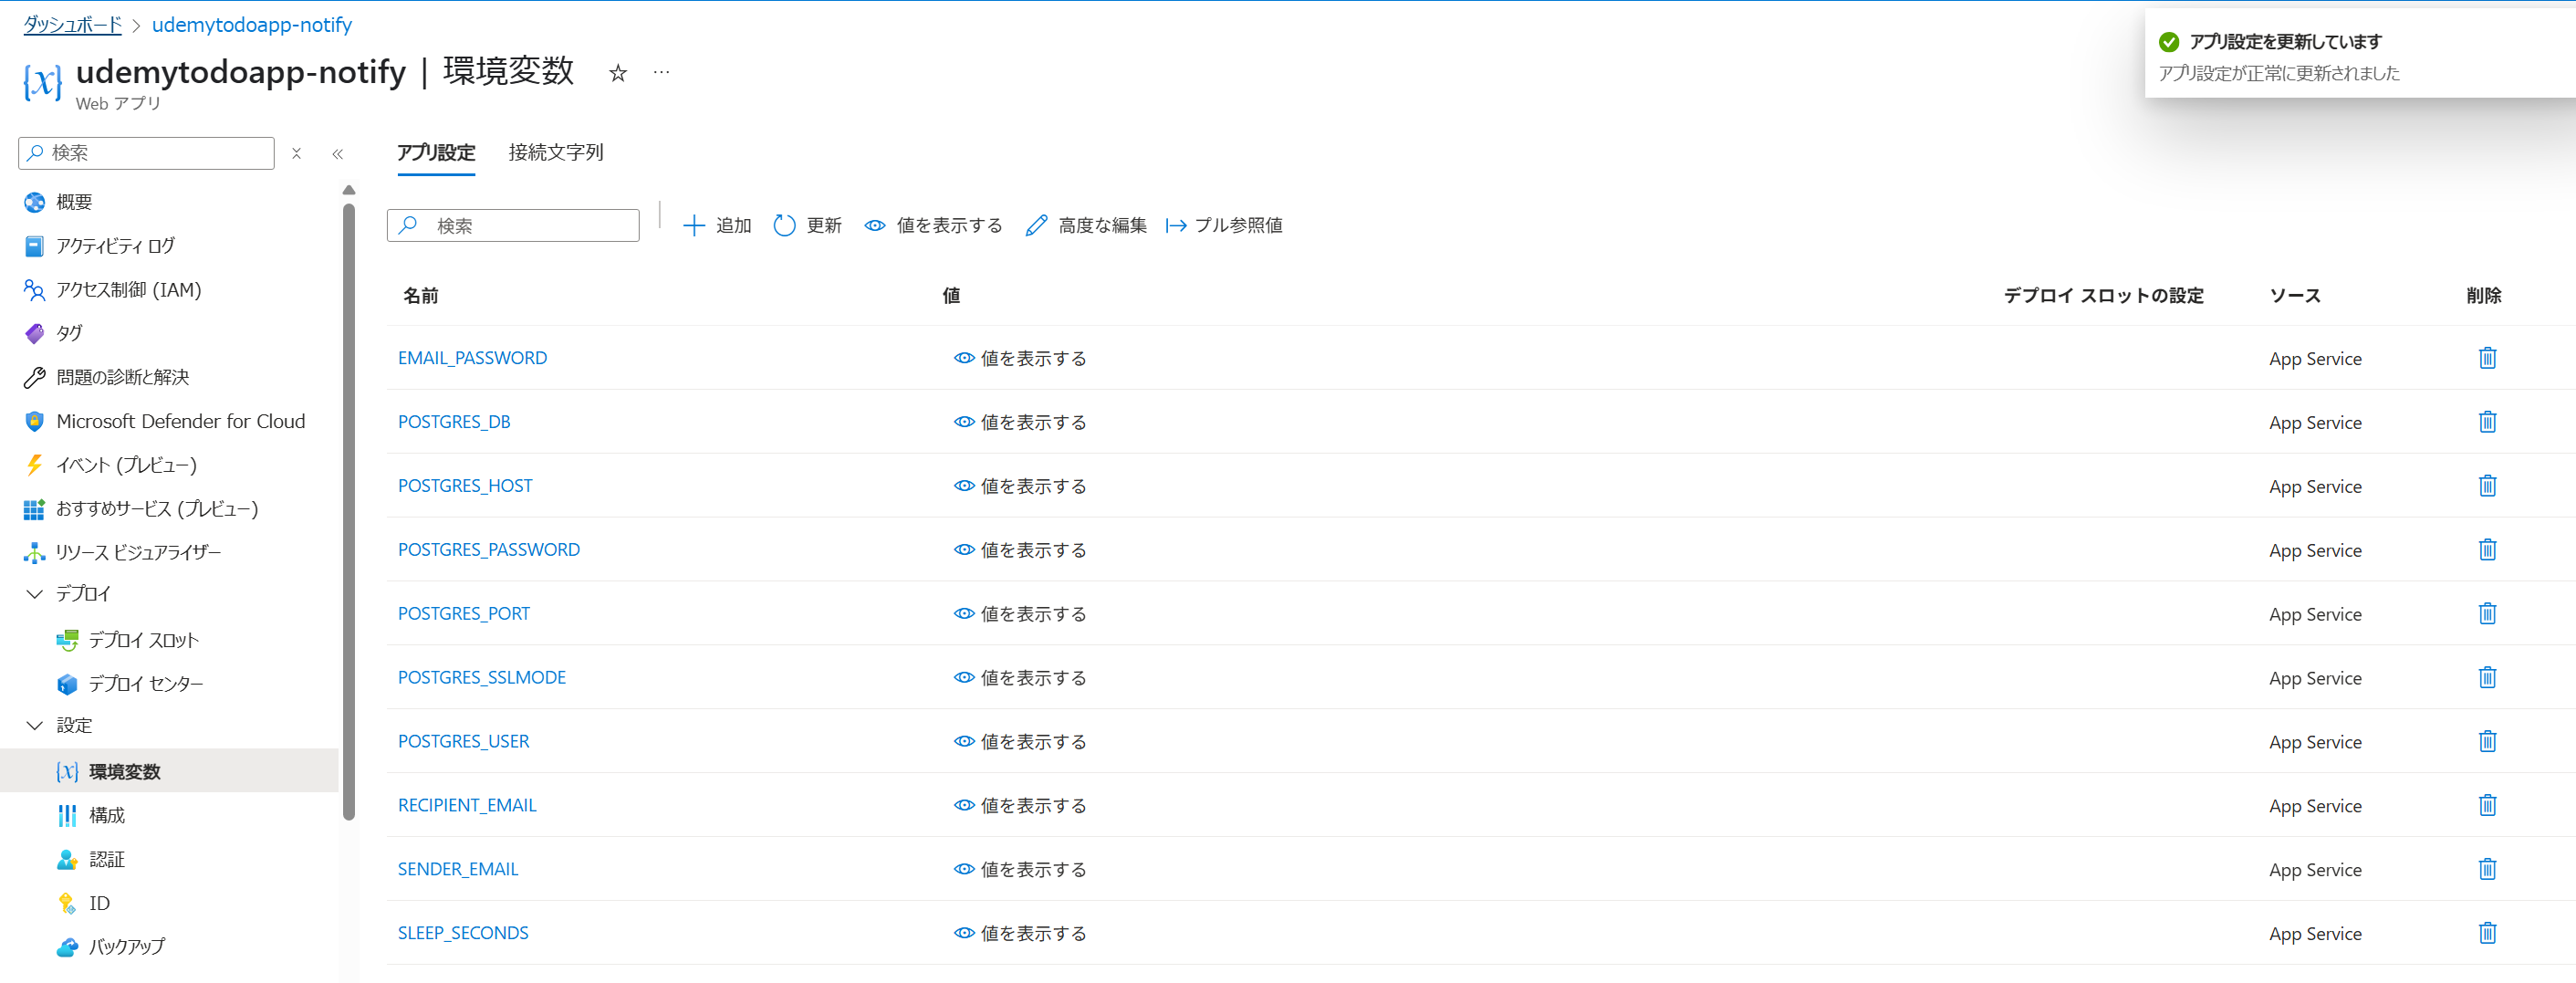 ダッシュボード > udemytodoapp-notify
udemytodoapp-notify | 環境変数 ☆ …
Web アプリ
アプリ設定を更新しています
アプリ設定が正常に更新されました
検索
概要
アクティビティ ログ
アクセス制御 (IAM)
タグ
問題の診断と解決
Microsoft Defender for Cloud
イベント (プレビュー)
おすすめサービス (プレビュー)
リソース ビジュアライザー
デプロイ
デプロイ スロット
デプロイ センター
設定
環境変数
構成
認証
ID
バックアップ
アプリ設定 接続文字列
検索 追加 更新 値を表示する 高度な編集 プル参照値
名前 値 デプロイ スロットの設定 ソース 削除
EMAIL_PASSWORD 値を表示する App Service
POSTGRES_DB 値を表示する App Service
POSTGRES_HOST 値を表示する App Service
POSTGRES_PASSWORD 値を表示する App Service
POSTGRES_PORT 値を表示する App Service
POSTGRES_SSLMODE 値を表示する App Service
POSTGRES_USER 値を表示する App Service
RECIPIENT_EMAIL 値を表示する App Service
SENDER_EMAIL 値を表示する App Service
SLEEP_SECONDS 値を表示する App Service